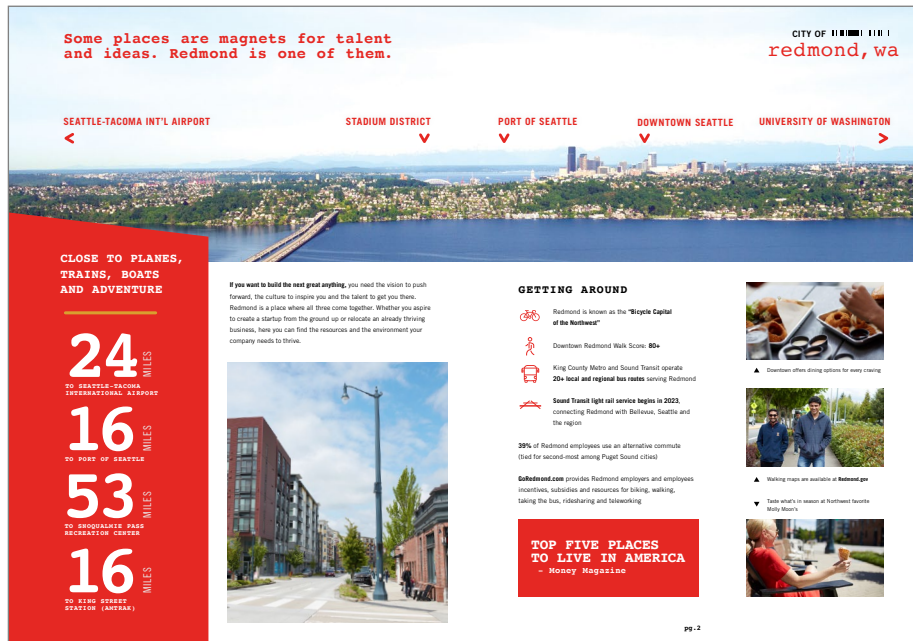 Some places are magnets for talent
and ideas. Redmond is one of them.
CITY OF
redmond, wa
SEATTLE-TACOMA INT'L AIRPORT
STADIUM DISTRICT
PORT OF SEATTLE
DOWNTOWN SEATTLE
UNIVERSITY OF WASHINGTON
CLOSE TO PLANES,
TRAINS, BOATS
AND ADVENTURE
24 MILES
TO SEATTLE-TACOMA
INTERNATIONAL AIRPORT
16 MILES
TO PORT OF SEATTLE
53 MILES
TO SNOQUALMIE PASS
RECREATION CENTER
16 MILES
TO KING STREET
STATION (AMTRAK)
If you want to build the next great anything, you need the vision to push
forward, the culture to inspire you and the talent to get you there.
Redmond is a place where all three come together. Whether you aspire
to create a startup from the ground up or relocate an already thriving
business, here you can find the resources and the environment your
company needs to thrive.
GETTING AROUND
Redmond is known as the "Bicycle Capital
of the Northwest"
Downtown Redmond Walk Score: 80+
King County Metro and Sound Transit operate
20+ local and regional bus routes serving Redmond
Sound Transit light rail service begins in 2023,
connecting Redmond with Bellevue, Seattle and
the region
39% of Redmond employees use an alternative commute
(tied for second-most among Puget Sound cities)
GoRedmond.com provides Redmond employers and employees
incentives, subsidies and resources for biking, walking,
taking the bus, ridesharing and teleworking
TOP FIVE PLACES
TO LIVE IN AMERICA
– Money Magazine
Downtown offers dining options for every craving
Walking maps are available at Redmond.gov
Taste what's in season at Northwest favorite
Molly Moon's
pg.2